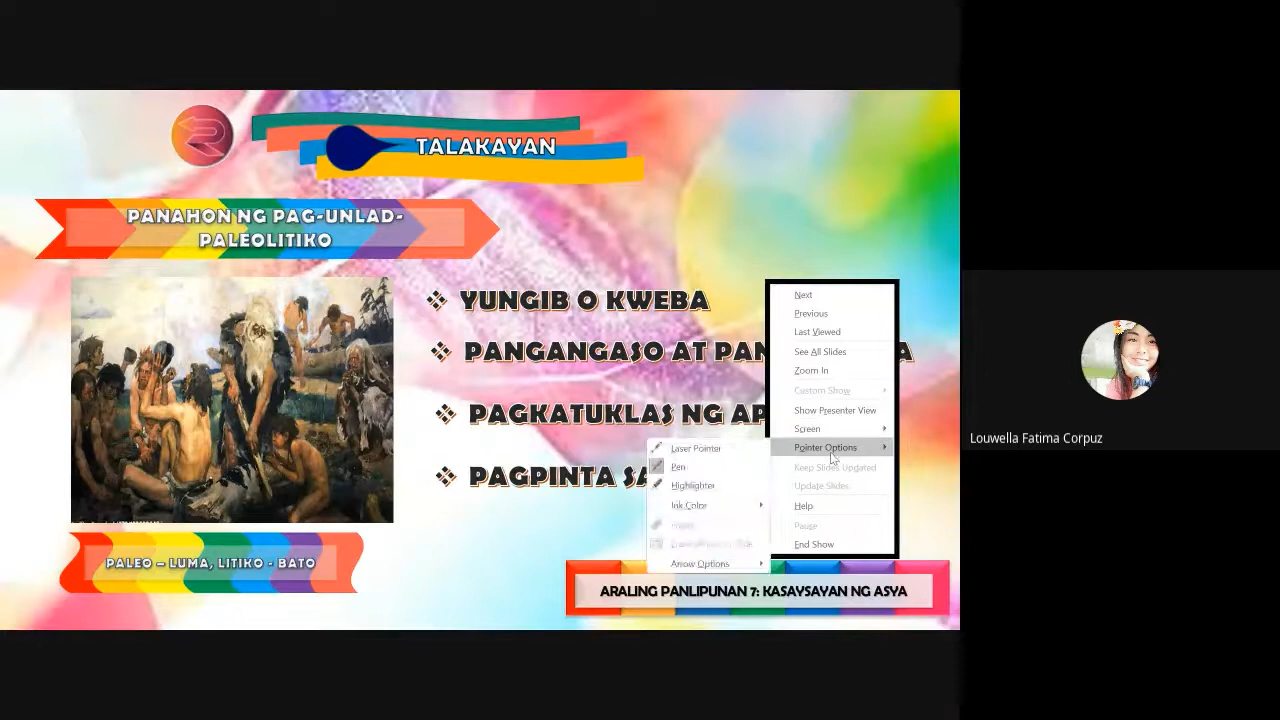 TALAKAYAN
PANAHON NG PAG-UNLAD-
PALEOLITIKO
YUNGIB O KWEBA
PANGANGASO AT
PAGKATUKLAS NG
PAGPINTA
PALEO – LUMA, LITIKO - BATO
Next
Previous
Last Viewed
See All Slides
Zoom In
Custom Show
Show Presenter View
Screen
Pointer Options
Keep Slides Updated
Update Slides
Help
Pause
End Show
Laser Pointer
Pen
Highlighter
Ink Color
Arrow Options
ARALING PANLIPUNAN 7: KASAYSAYAN NG ASYA
Louwella Fatima Corpuz